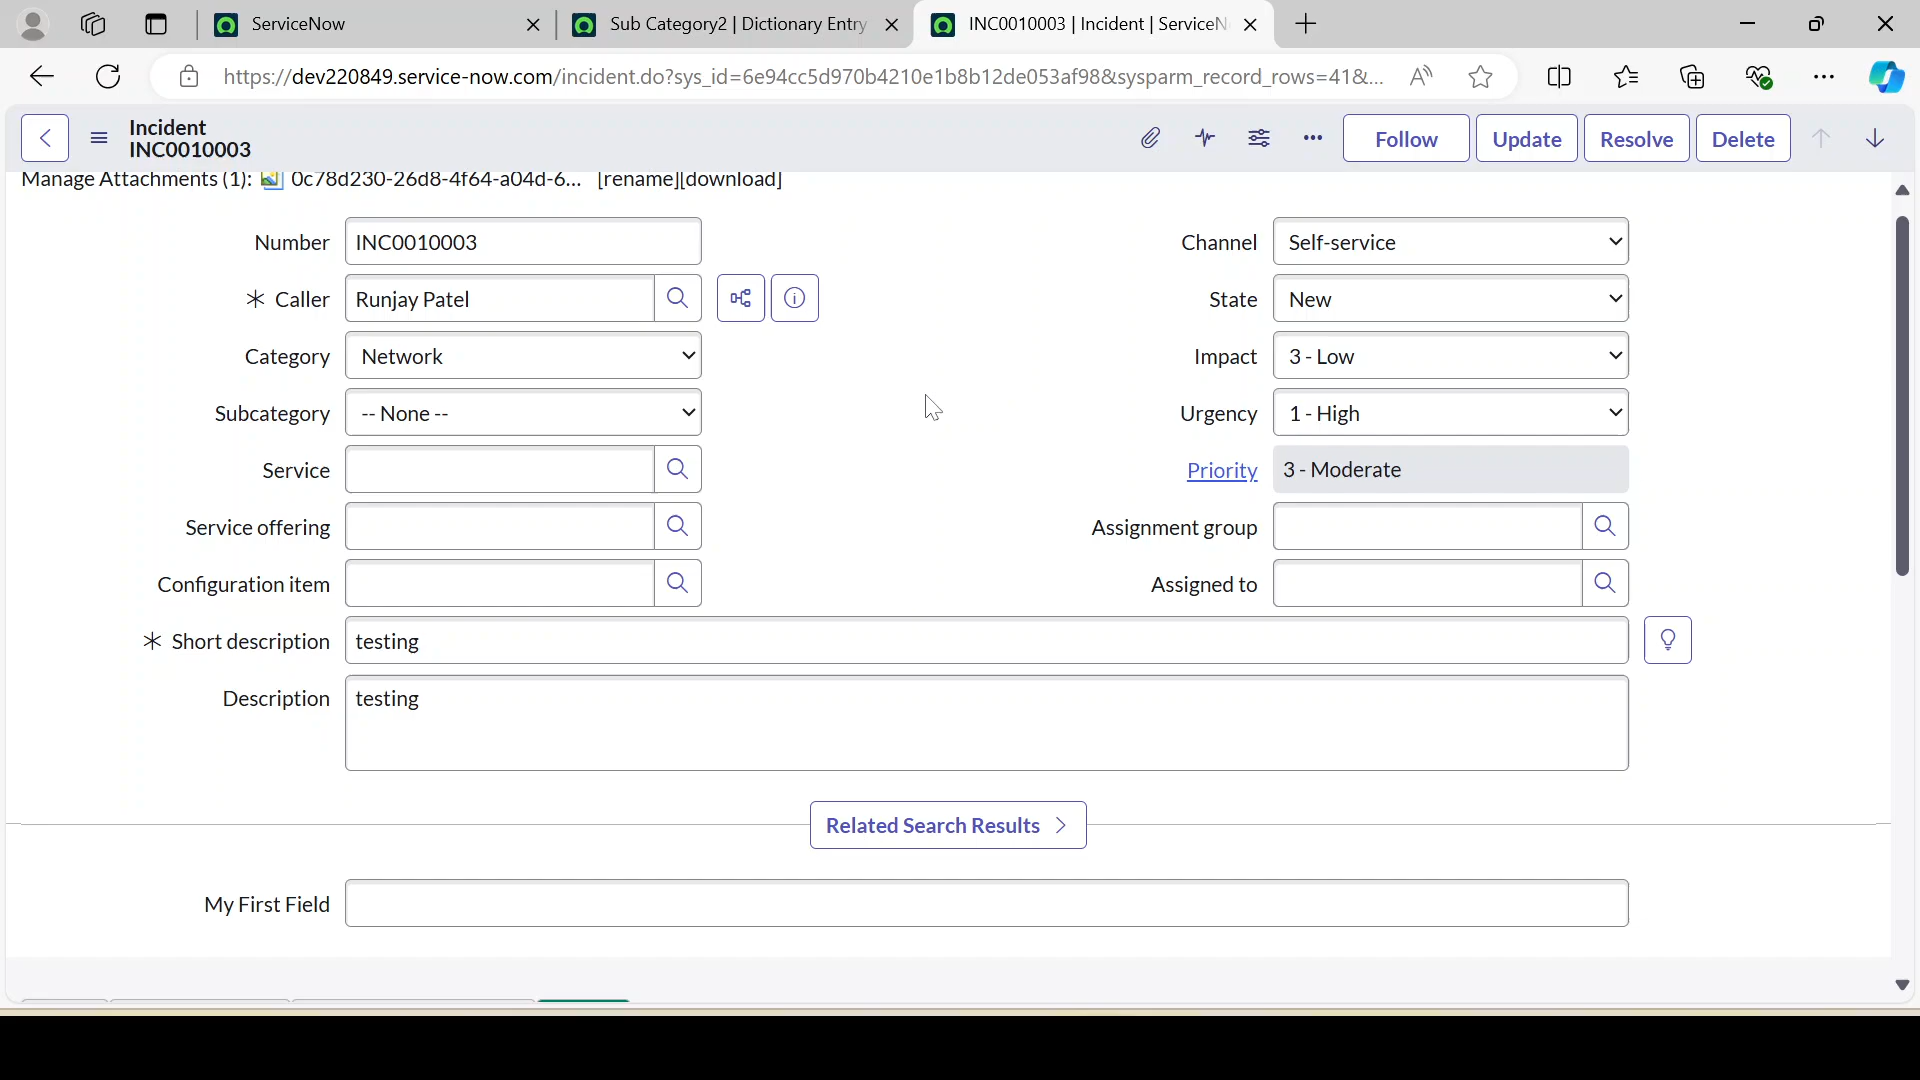 ServiceNow
Sub Category2 | Dictionary Entry
INC0010003 | Incident | ServiceN
https://dev220849.service-now.com/incident.do?sys_id=6e94cc5d970b4210e1b8b12de053af98&sysparm_record_rows=41&...
Incident
INC0010003
Follow
Update
Resolve
Delete
Manage Attachments (1): 0c78d230-26d8-4f64-a04d-6... [rename][download]
Number INC0010003
Channel Self-service
* Caller Runjay Patel
State New
Category Network
Impact 3 - Low
Subcategory -- None --
Urgency 1 - High
Service
Priority 3 - Moderate
Service offering
Assignment group
Configuration item
Assigned to
* Short description testing
Description testing
Related Search Results >
My First Field